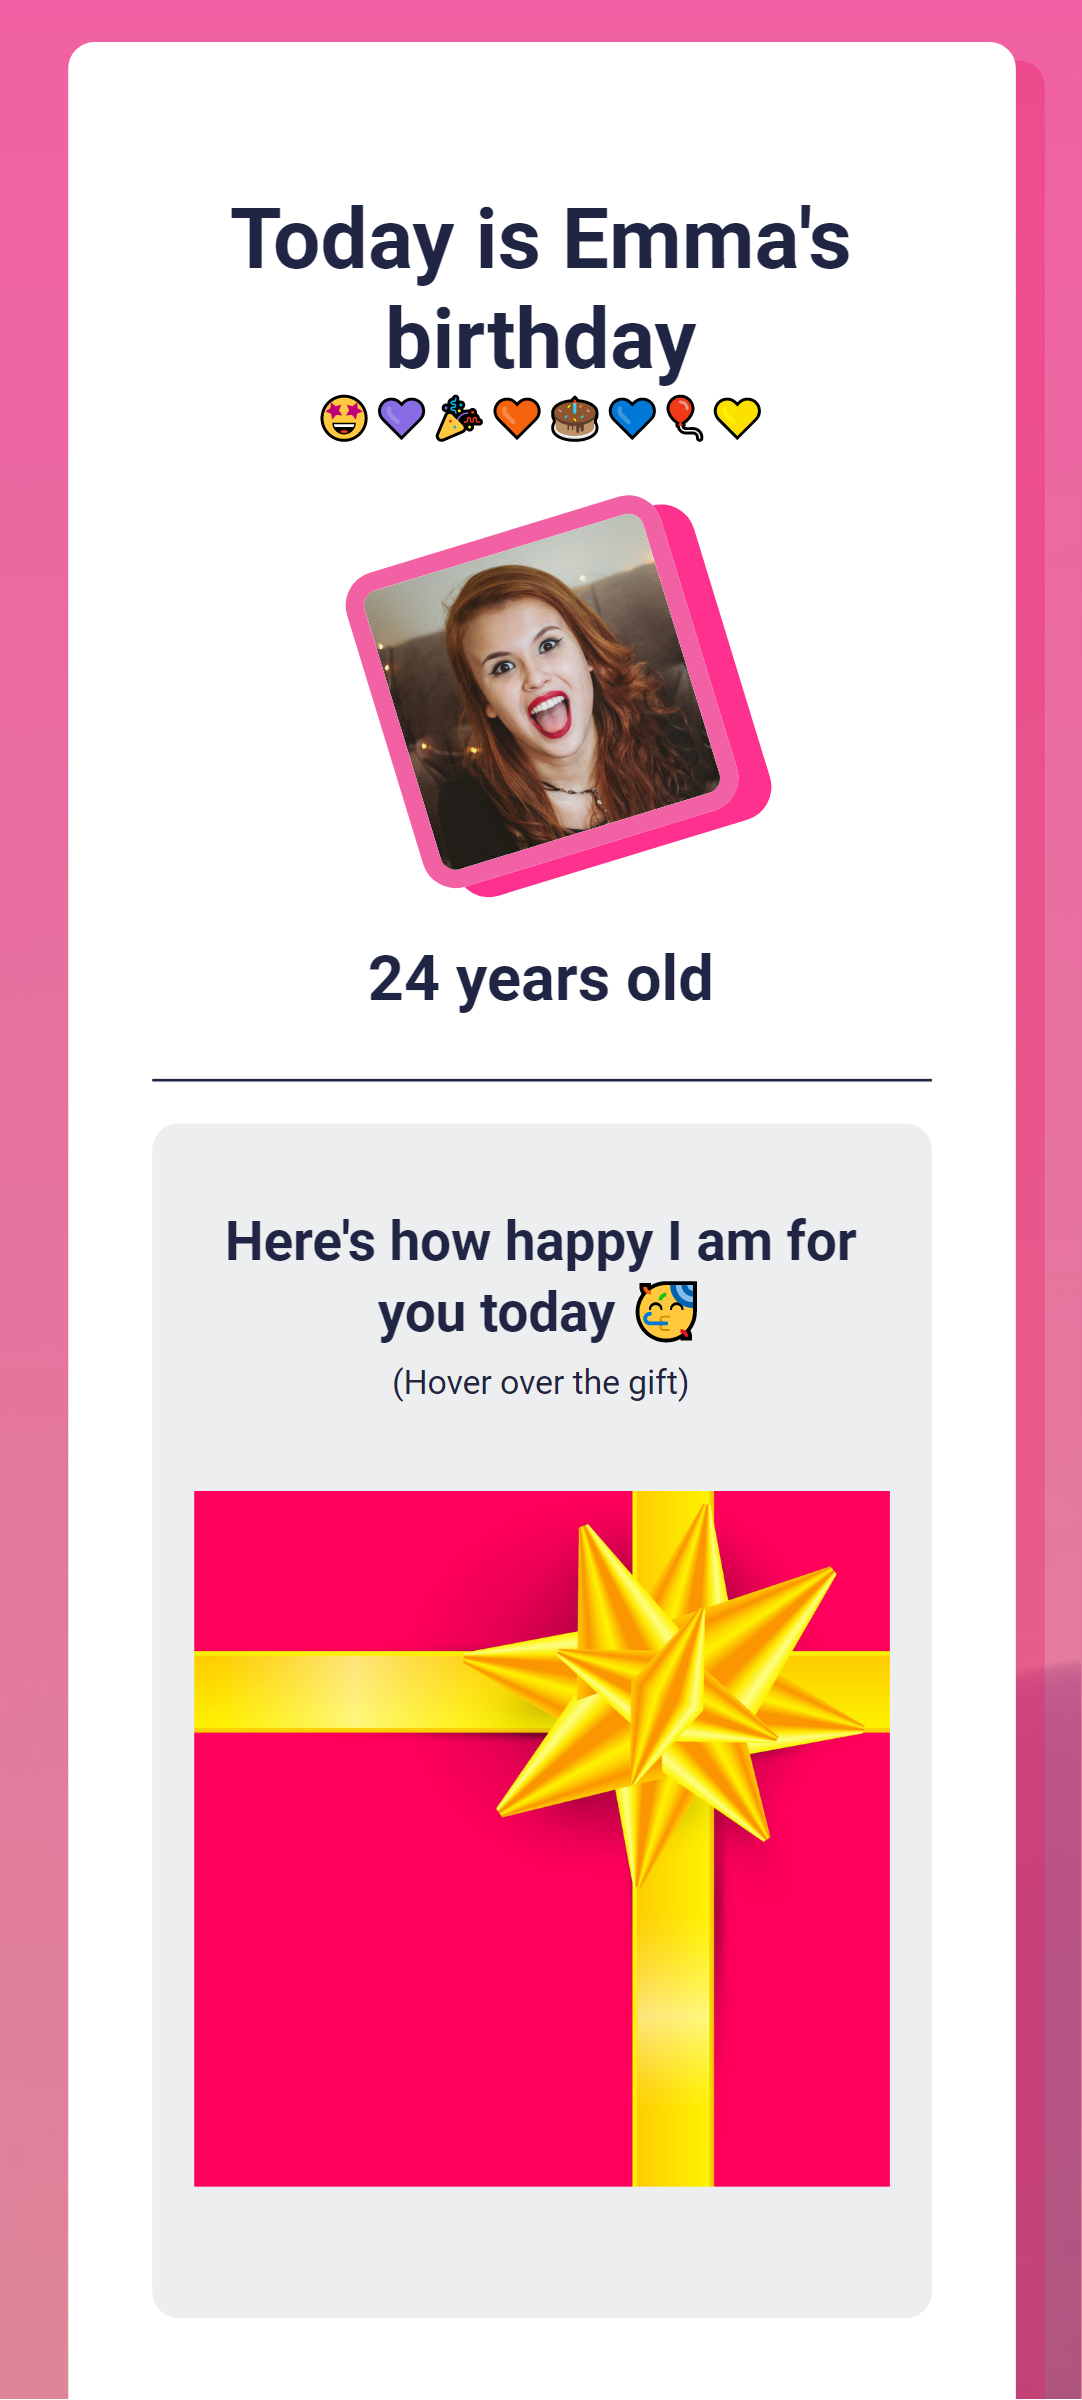 Today is Emma's
birthday
🤩💜🎉🧡🎂💙🎈💛
24 years old
Here's how happy I am for
you today 🥳
(Hover over the gift)